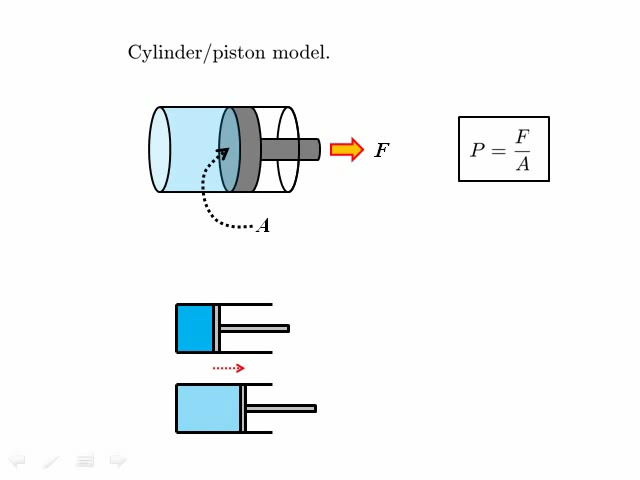 Cylinder/piston model.
F
P = F/A
A